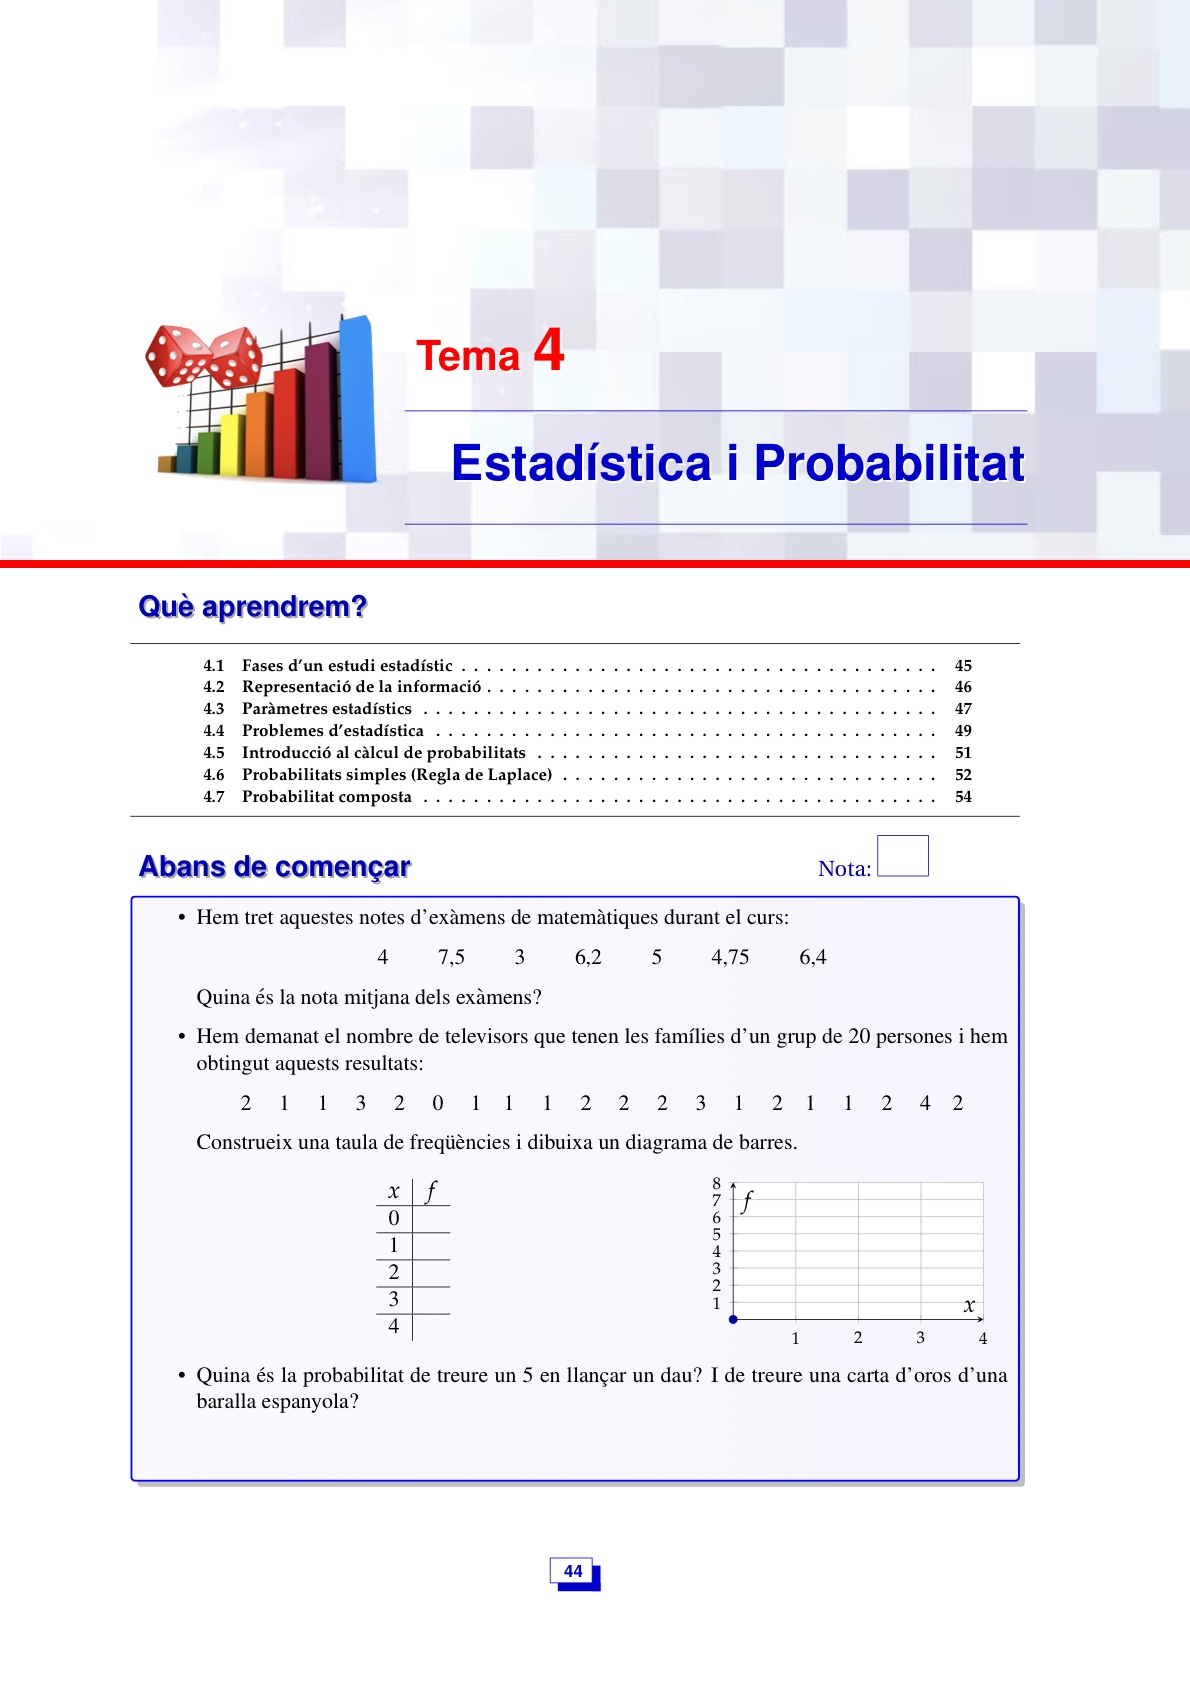 Tema 4
Estadística i Probabilitat
Què aprendrem?
4.1 Fases d'un estudi estadístic . . . . . . . . . . . . . . . . . . . . . . . . . . . . . . . . . . . . . . 45
4.2 Representació de la informació . . . . . . . . . . . . . . . . . . . . . . . . . . . . . . . . . . . . 46
4.3 Paràmetres estadístics . . . . . . . . . . . . . . . . . . . . . . . . . . . . . . . . . . . . . . . . . 47
4.4 Problemes d'estadística . . . . . . . . . . . . . . . . . . . . . . . . . . . . . . . . . . . . . . . . 49
4.5 Introducció al càlcul de probabilitats . . . . . . . . . . . . . . . . . . . . . . . . . . . . . . . . 51
4.6 Probabilitats simples (Regla de Laplace) . . . . . . . . . . . . . . . . . . . . . . . . . . . . . . 52
4.7 Probabilitat composta . . . . . . . . . . . . . . . . . . . . . . . . . . . . . . . . . . . . . . . . . 54
Abans de començar Nota:
• Hem tret aquestes notes d'exàmens de matemàtiques durant el curs:
4 7,5 3 6,2 5 4,75 6,4
Quina és la nota mitjana dels exàmens?
• Hem demanat el nombre de televisors que tenen les famílies d'un grup de 20 persones i hem
obtingut aquests resultats:
2 1 1 3 2 0 1 1 1 2 2 2 3 1 2 1 1 2 4 2
Construeix una taula de freqüències i dibuixa un diagrama de barres.
x f
0
1
2
3
4
8
7
6
5
4
3
2
1
f
x
1 2 3 4
• Quina és la probabilitat de treure un 5 en llançar un dau? I de treure una carta d'oros d'una
baralla espanyola?
44